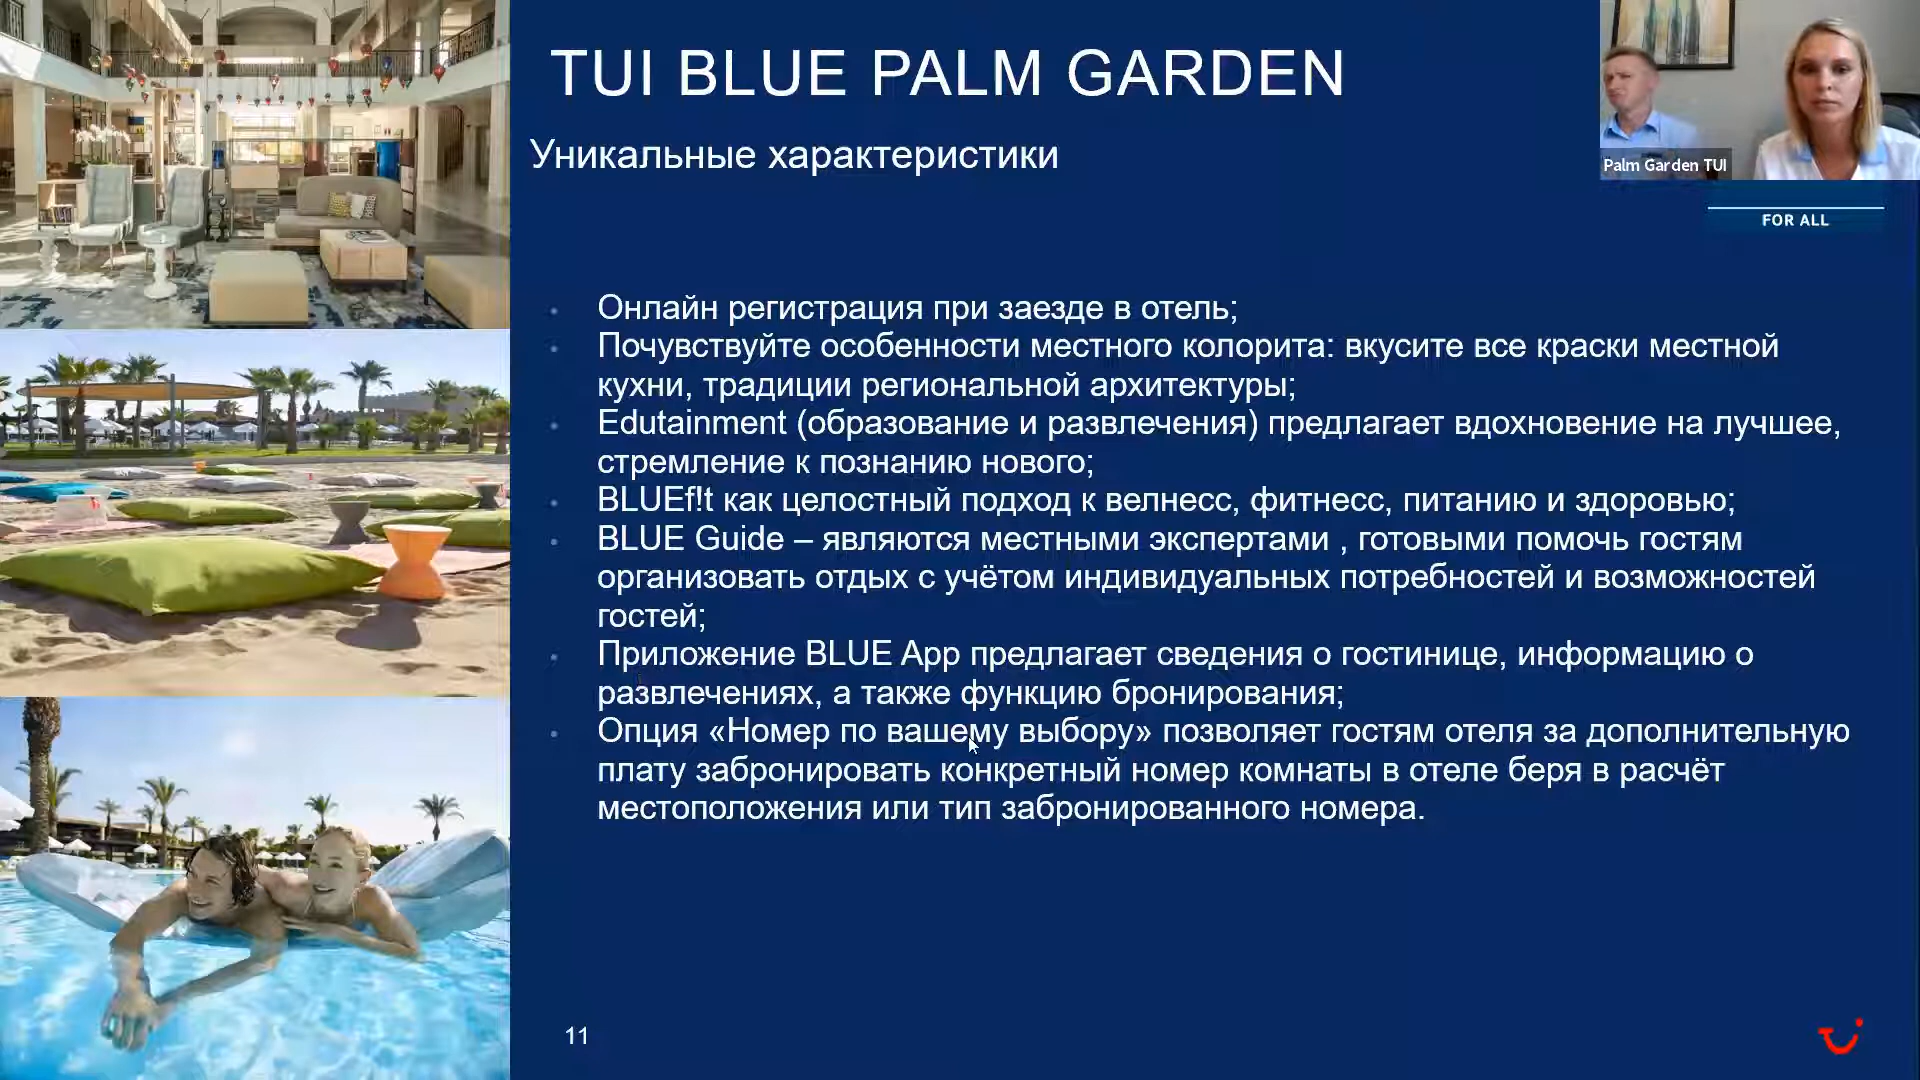 TUI BLUE PALM GARDEN
Уникальные характеристики
Palm Garden TUI
FOR ALL
Онлайн регистрация при заезде в отель;
Почувствуйте особенности местного колорита: вкусите все краски местной
кухни, традиции региональной архитектуры;
Edutainment (образование и развлечения) предлагает вдохновение на лучшее,
стремление к познанию нового;
BLUEf!t как целостный подход к велнесс, фитнесс, питанию и здоровью;
BLUE Guide – являются местными экспертами , готовыми помочь гостям
организовать отдых с учётом индивидуальных потребностей и возможностей
гостей;
Приложение BLUE App предлагает сведения о гостинице, информацию о
развлечениях, а также функцию бронирования;
Опция «Номер по вашему выбору» позволяет гостям отеля за дополнительную
плату забронировать конкретный номер комнаты в отеле беря в расчёт
местоположения или тип забронированного номера.
11